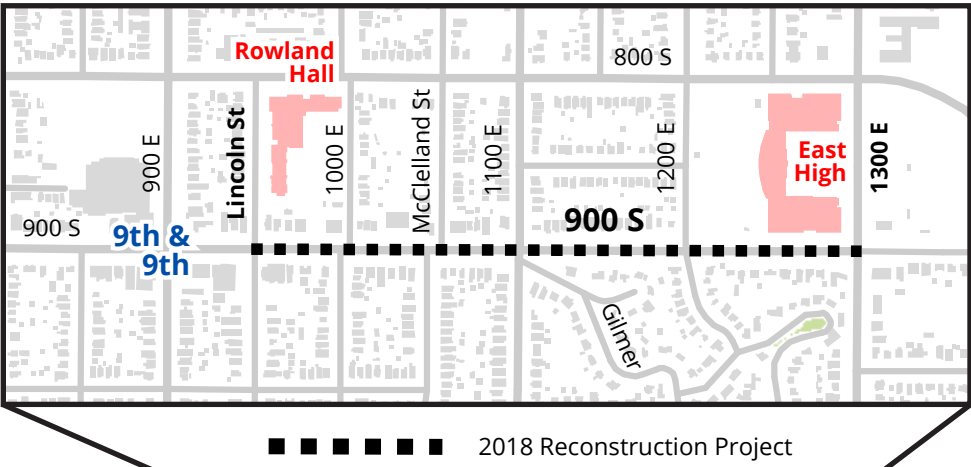 800 S
Rowland
Hall
900 E
Lincoln St
1000 E
McClelland St
1100 E
1200 E
East
High
1300 E
900 S
9th &
9th
900 S
Gilmer
2018 Reconstruction Project